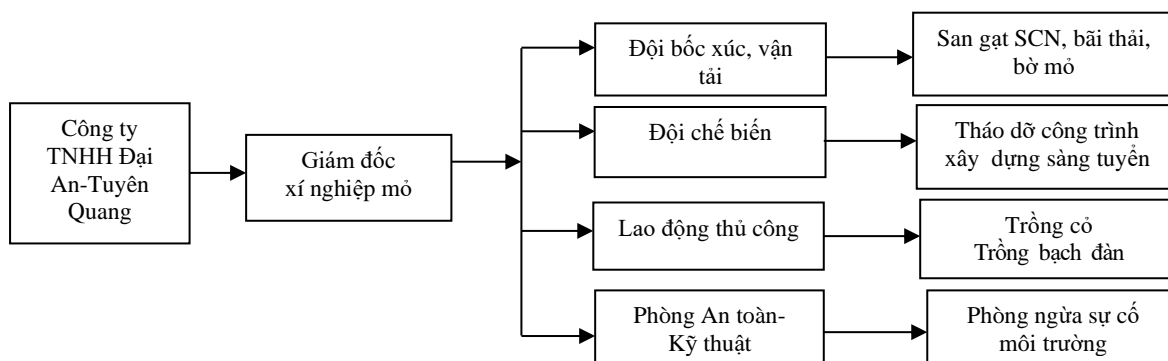 Công ty
TNHH Đại
An-Tuyên
Quang
Giám đốc
xí nghiệp mỏ
Đội bốc xúc, vận
tải
San gạt SCN, bãi thải,
bờ mỏ
Đội chế biến
Tháo dỡ công trình
xây dựng sàng tuyển
Lao động thủ công
Trồng cỏ
Trồng bạch đàn
Phòng An toàn-
Kỹ thuật
Phòng ngừa sự cố
môi trường